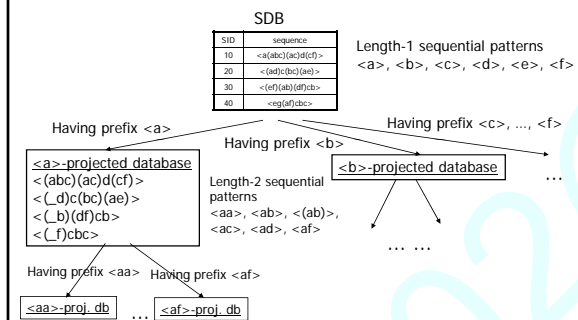 SDB
SID sequence
10 <a(abc)(ac)d(cf)>
20 <(ad)c(bc)(ae)>
30 <(ef)(ab)(df)cb>
40 <eg(af)cbc>
Length-1 sequential patterns
<a>, <b>, <c>, <d>, <e>, <f>
Having prefix <a>
Having prefix <b>
Having prefix <c>, ..., <f>
<a>-projected database
<(abc)(ac)d(cf)>
<(_d)c(bc)(ae)>
<(_b)(df)cb>
<(_f)cbc>
Length-2 sequential
patterns
<aa>, <ab>, <(ab)>,
<ac>, <ad>, <af>
<b>-projected database
...
... ...
Having prefix <aa>
Having prefix <af>
<aa>-proj. db
...
<af>-proj. db